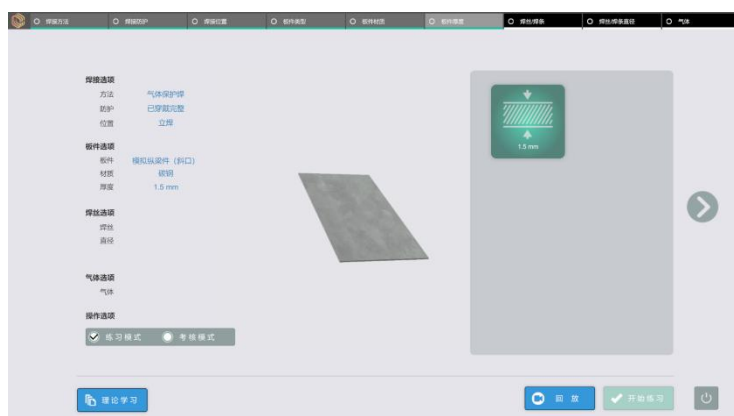 焊接方法
焊接防护
焊接位置
板件类型
板件材质
板件厚度
焊丝/焊条
焊丝/焊条直径
气体
焊接选项
方法 气体保护焊
防护 已穿戴完整
位置 立焊
板件选项
板件 模拟纵梁件（斜口）
材质 碳钢
厚度 1.5 mm
焊丝选项
焊丝
直径
气体选项
气体
操作选项
练习模式 考核模式
1.5 mm
理论学习
回放
开始练习